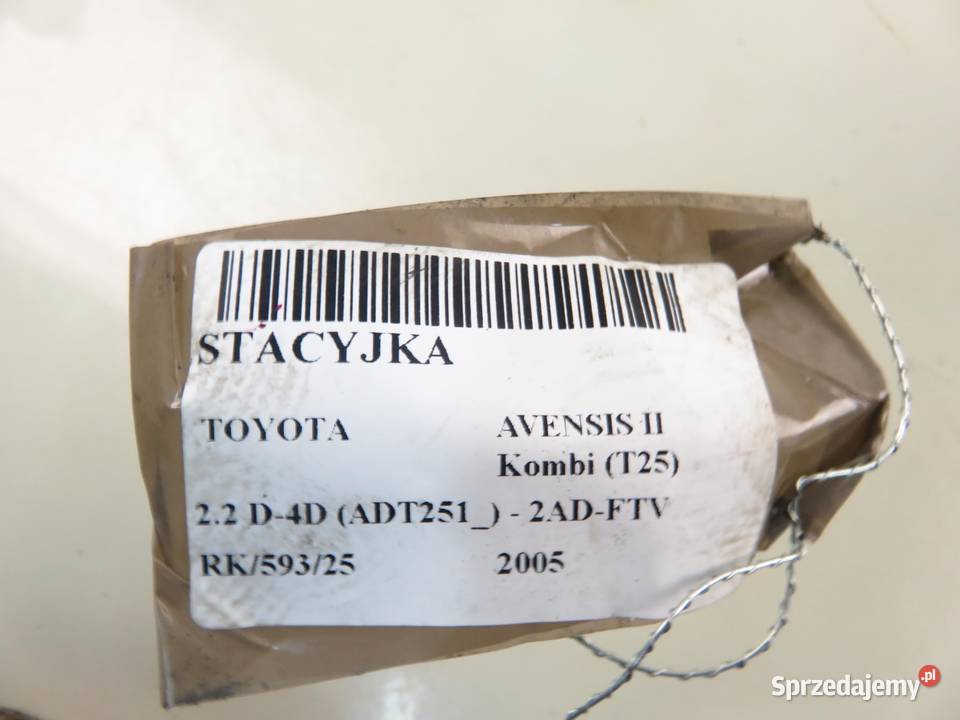 STACYJKA
TOYOTA AVENSIS II
Kombi (T25)
2.2 D-4D (ADT251_) - 2AD-FTV
RK/593/25 2005
Sprzedajemy.pl